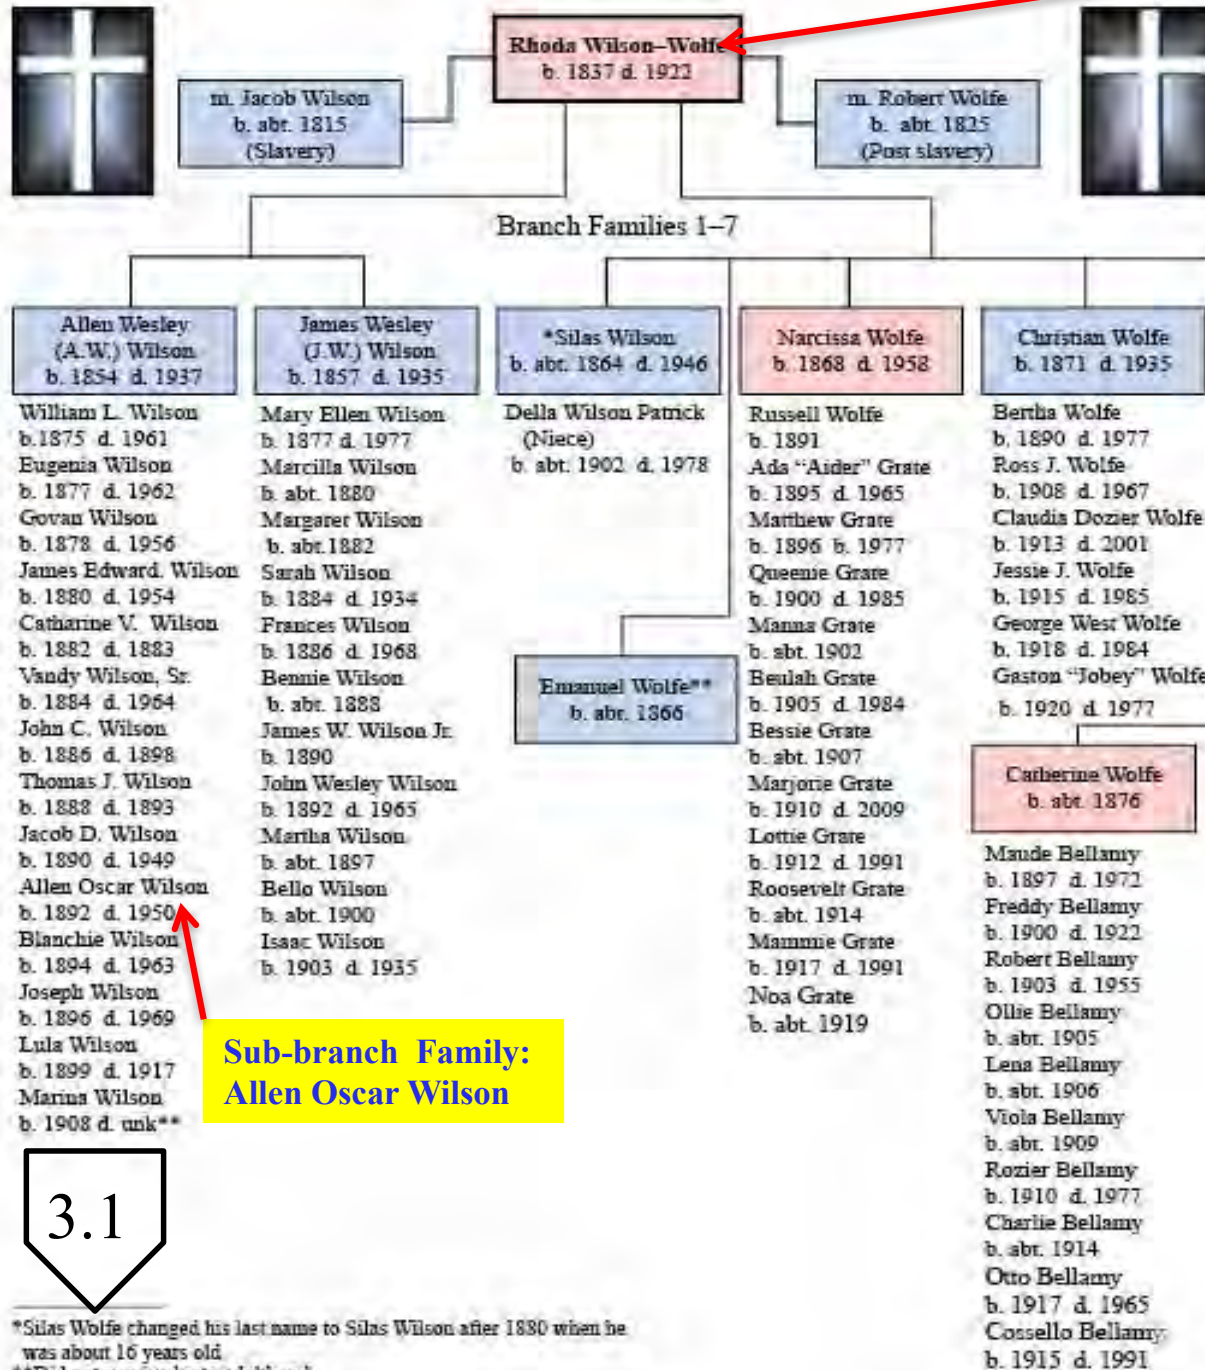 Rhoda Wilson–Wolfe
b. 1837 d. 1922
m. Jacob Wilson
b. abt. 1815
(Slavery)
m. Robert Wolfe
b. abt. 1825
(Post slavery)
Branch Families 1–7
Allen Wesley
(A.W.) Wilson
b. 1854 d. 1937
William L. Wilson
b.1875 d. 1961
Eugenia Wilson
b. 1877 d. 1962
Govan Wilson
b. 1878 d. 1956
James Edward. Wilson
b. 1880 d. 1954
Catharine V. Wilson
b. 1882 d. 1883
Vandy Wilson, Sr.
b. 1884 d. 1964
John C. Wilson
b. 1886 d. 1898
Thomas J. Wilson
b. 1888 d. 1893
Jacob D. Wilson
b. 1890 d. 1949
Allen Oscar Wilson
b. 1892 d. 1950
Blanchie Wilson
b. 1894 d. 1963
Joseph Wilson
b. 1896 d. 1969
Lula Wilson
b. 1899 d. 1917
Marina Wilson
b. 1908 d. unk**
James Wesley
(J.W.) Wilson
b. 1857 d. 1935
Mary Ellen Wilson
b. 1877 d. 1977
Marcilla Wilson
b. abt. 1880
Margaret Wilson
b. abt.1882
Sarah Wilson
b. 1884 d. 1934
Frances Wilson
b. 1886 d. 1968
Bennie Wilson
b. abt. 1888
James W. Wilson Jr.
b. 1890
John Wesley Wilson
b. 1892 d. 1965
Martha Wilson
b. abt. 1897
Bello Wilson
b. abt. 1900
Isaac Wilson
b. 1903 d. 1935
*Silas Wilson
b. abt. 1864 d. 1946
Della Wilson Patrick
(Niece)
b. abt. 1902 d. 1978
Emanuel Wolfe**
b. abt. 1866
Narcissa Wolfe
b. 1868 d. 1958
Russell Wolfe
b. 1891
Ada “Aider” Grate
b. 1895 d. 1965
Matthew Grate
b. 1896 b. 1977
Queenie Grate
b. 1900 d. 1985
Manna Grate
b. abt. 1902
Beulah Grate
b. 1905 d. 1984
Bessie Grate
b. abt. 1907
Marjorie Grate
b. 1910 d. 2009
Lottie Grate
b. 1912 d. 1991
Roosevelt Grate
b. abt. 1914
Mammie Grate
b. 1917 d. 1991
Noa Grate
b. abt. 1919
Christian Wolfe
b. 1871 d. 1935
Bertha Wolfe
b. 1890 d. 1977
Ross J. Wolfe
b. 1908 d. 1967
Claudia Dozier Wolfe
b. 1913 d. 2001
Jessie J. Wolfe
b. 1915 d. 1985
George West Wolfe
b. 1918 d. 1984
Gaston “Jobey” Wolfe
b. 1920 d. 1977
Catherine Wolfe
b. abt. 1876
Maude Bellamy
b. 1897 d. 1972
Freddy Bellamy
b. 1900 d. 1922
Robert Bellamy
b. 1903 d. 1955
Ollie Bellamy
b. abt. 1905
Lena Bellamy
b. abt. 1906
Viola Bellamy
b. abt. 1909
Rozier Bellamy
b. 1910 d. 1977
Charlie Bellamy
b. abt. 1914
Otto Bellamy
b. 1917 d. 1965
Cossello Bellamy
b. 1915 d. 1991
Sub-branch Family:
Allen Oscar Wilson
3.1
*Silas Wolfe changed his last name to Silas Wilson after 1880 when he
was about 16 years old